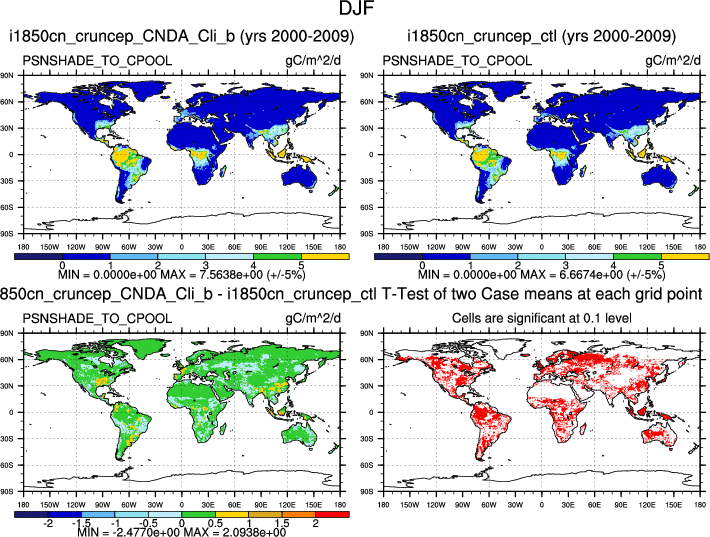 DJF
i1850cn_cruncep_CNDA_Cli_b (yrs 2000-2009)
i1850cn_cruncep_ctl (yrs 2000-2009)
PSNSHADE_TO_CPOOL gC/m^2/d
PSNSHADE_TO_CPOOL gC/m^2/d
90N
60N
30N
0
30S
60S
90S
180 150W 120W 90W 60W 30W 0 30E 60E 90E 120E 150E 180
0 1 2 3 4 5
MIN = 0.0000e+00 MAX = 7.5638e+00 (+/-5%)
90N
60N
30N
0
30S
60S
90S
180 150W 120W 90W 60W 30W 0 30E 60E 90E 120E 150E 180
0 1 2 3 4 5
MIN = 0.0000e+00 MAX = 6.6674e+00 (+/-5%)
850cn_cruncep_CNDA_Cli_b - i1850cn_cruncep_ctl
T-Test of two Case means at each grid point
PSNSHADE_TO_CPOOL gC/m^2/d
Cells are significant at 0.1 level
90N
60N
30N
0
30S
60S
90S
180 150W 120W 90W 60W 30W 0 30E 60E 90E 120E 150E 180
-2 -1.5 -1 -0.5 0 0.5 1 1.5 2
MIN = -2.4770e+00 MAX = 2.0938e+00
90N
60N
30N
0
30S
60S
90S
180 150W 120W 90W 60W 30W 0 30E 60E 90E 120E 150E 180